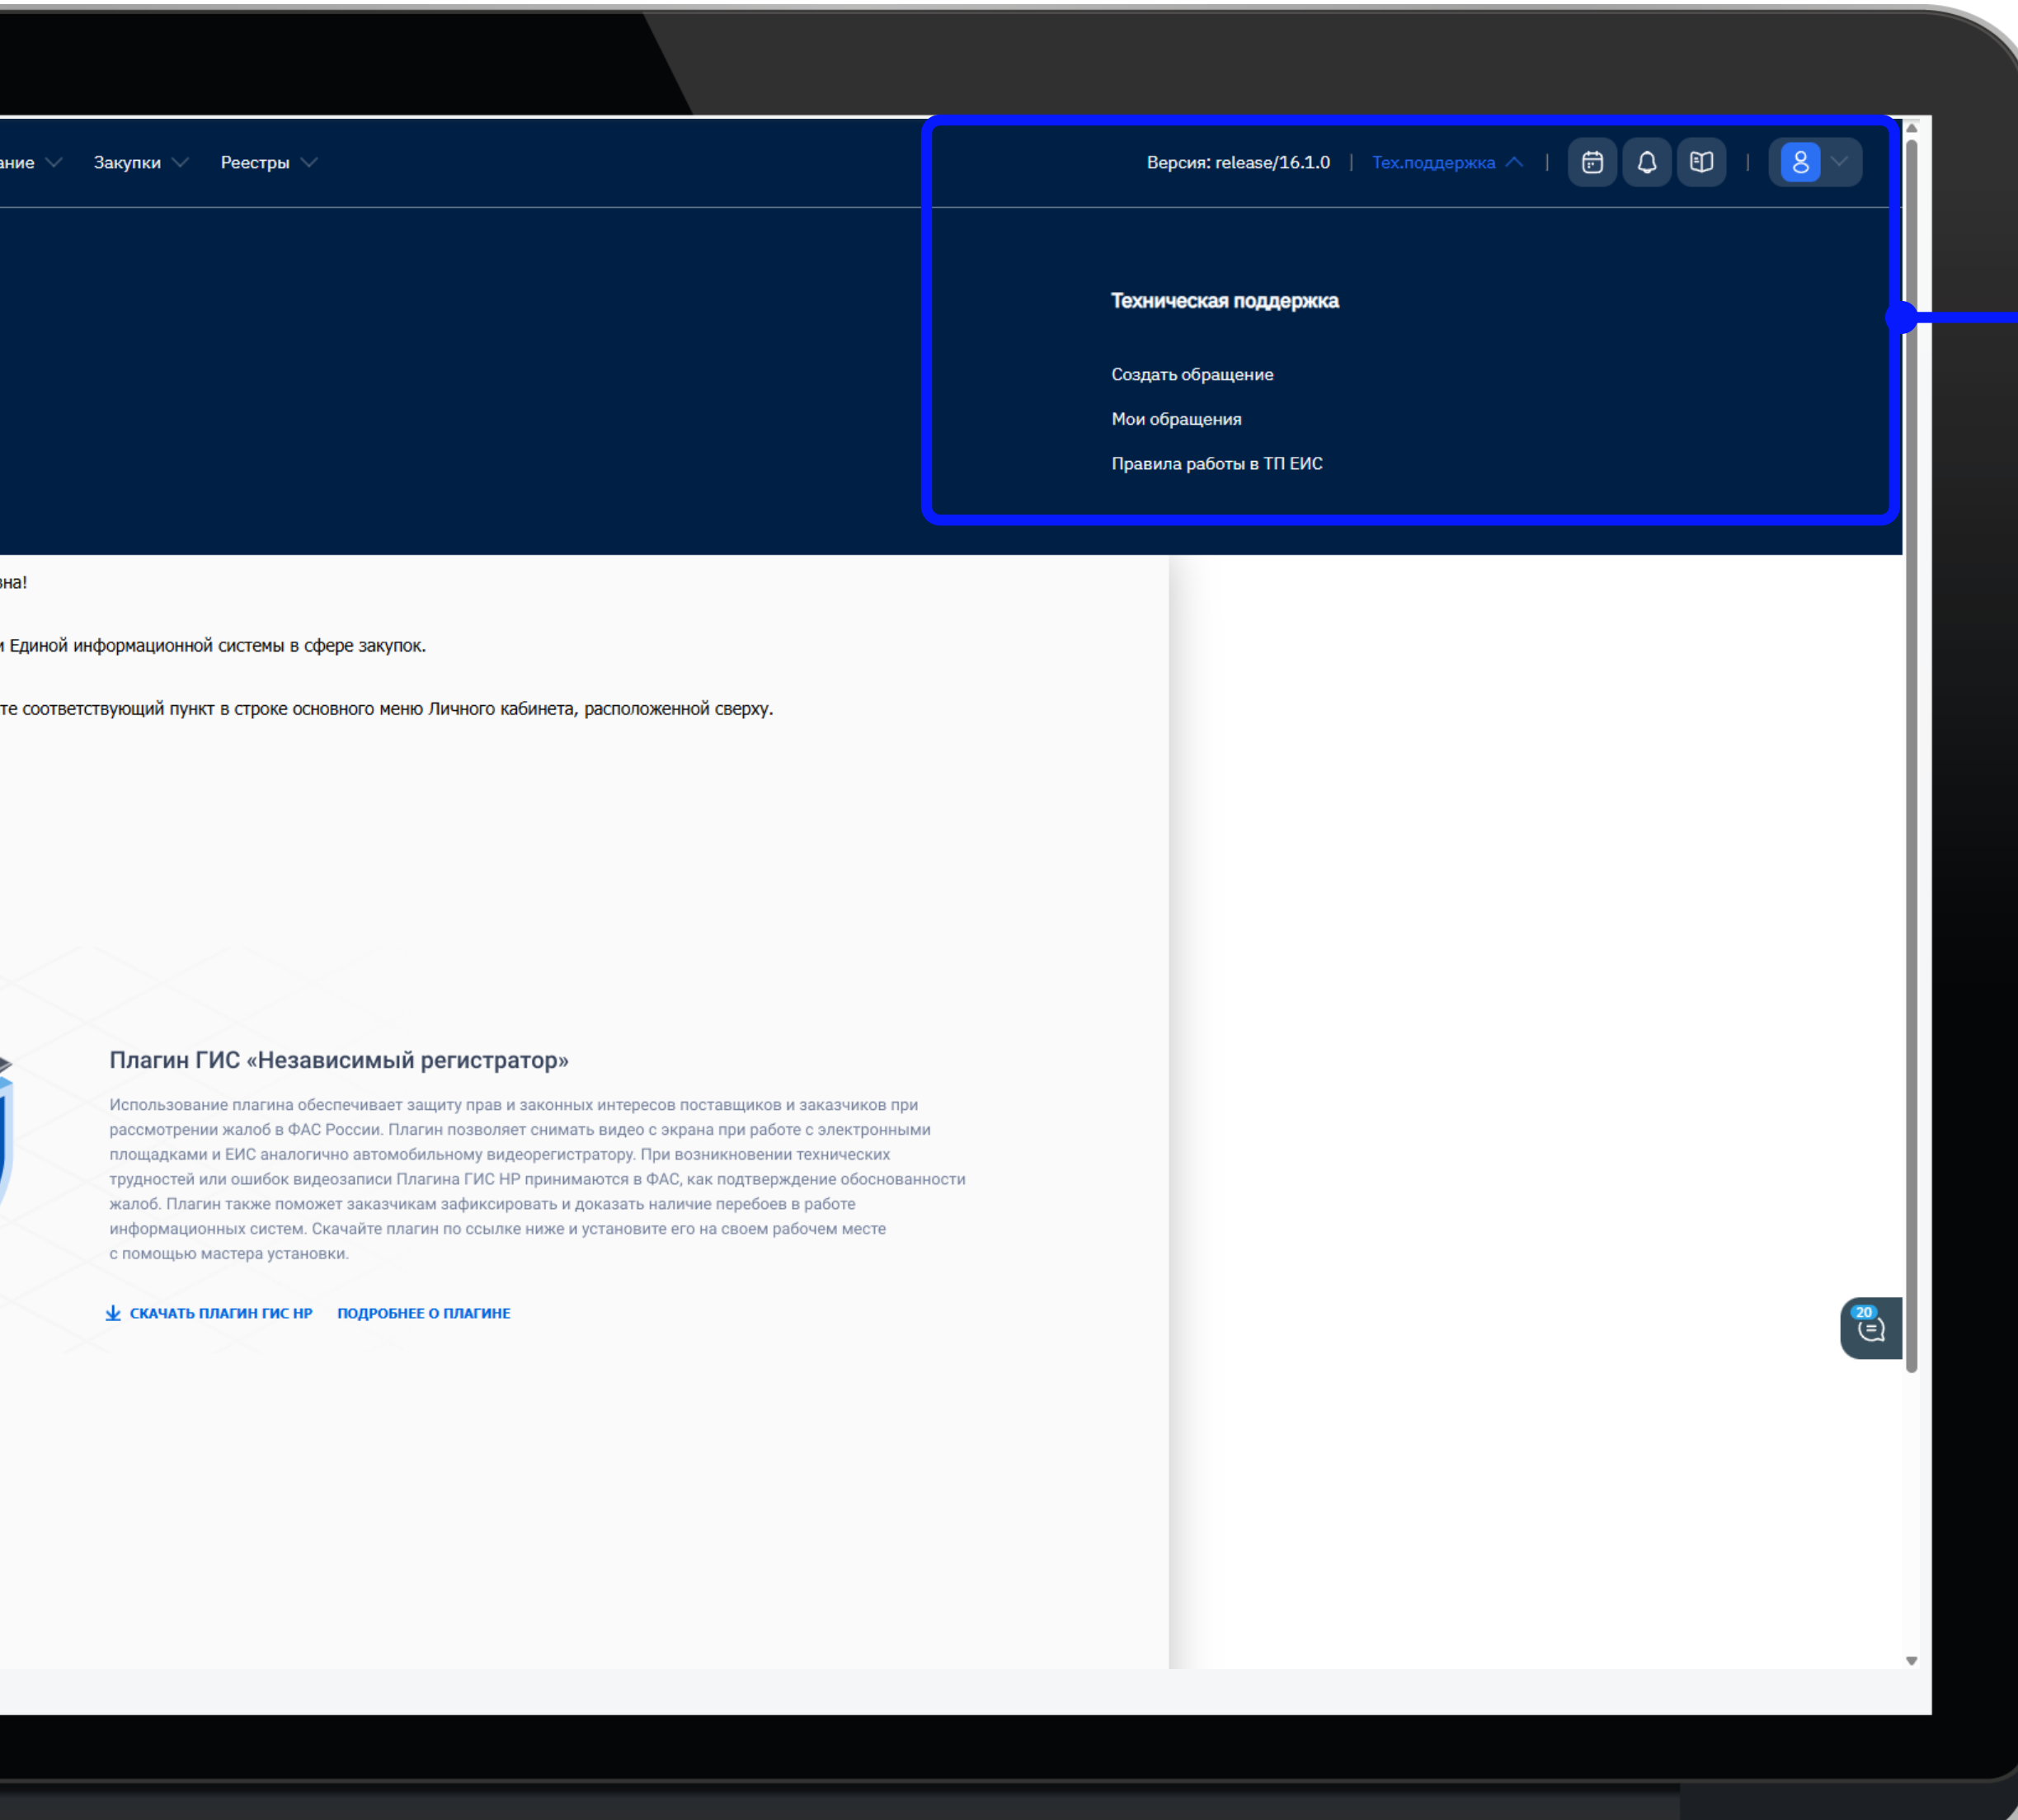 Закупки
Реестры
Версия: release/16.1.0
Тех.поддержка
Техническая поддержка
Создать обращение
Мои обращения
Правила работы в ТП ЕИС
Единой информационной системы в сфере закупок.
соответствующий пункт в строке основного меню Личного кабинета, расположенной сверху.
Плагин ГИС «Независимый регистратор»
Использование плагина обеспечивает защиту прав и законных интересов поставщиков и заказчиков при
рассмотрении жалоб в ФАС России. Плагин позволяет снимать видео с экрана при работе с электронными
площадками и ЕИС аналогично автомобильному видеорегистратору. При возникновении технических
трудностей или ошибок видеозаписи Плагина ГИС НР принимаются в ФАС, как подтверждение обоснованности
жалоб. Плагин также поможет заказчикам зафиксировать и доказать наличие перебоев в работе
информационных систем. Скачайте плагин по ссылке ниже и установите его на своем рабочем месте
с помощью мастера установки.
СКАЧАТЬ ПЛАГИН ГИС НР ПОДРОБНЕЕ О ПЛАГИНЕ
20